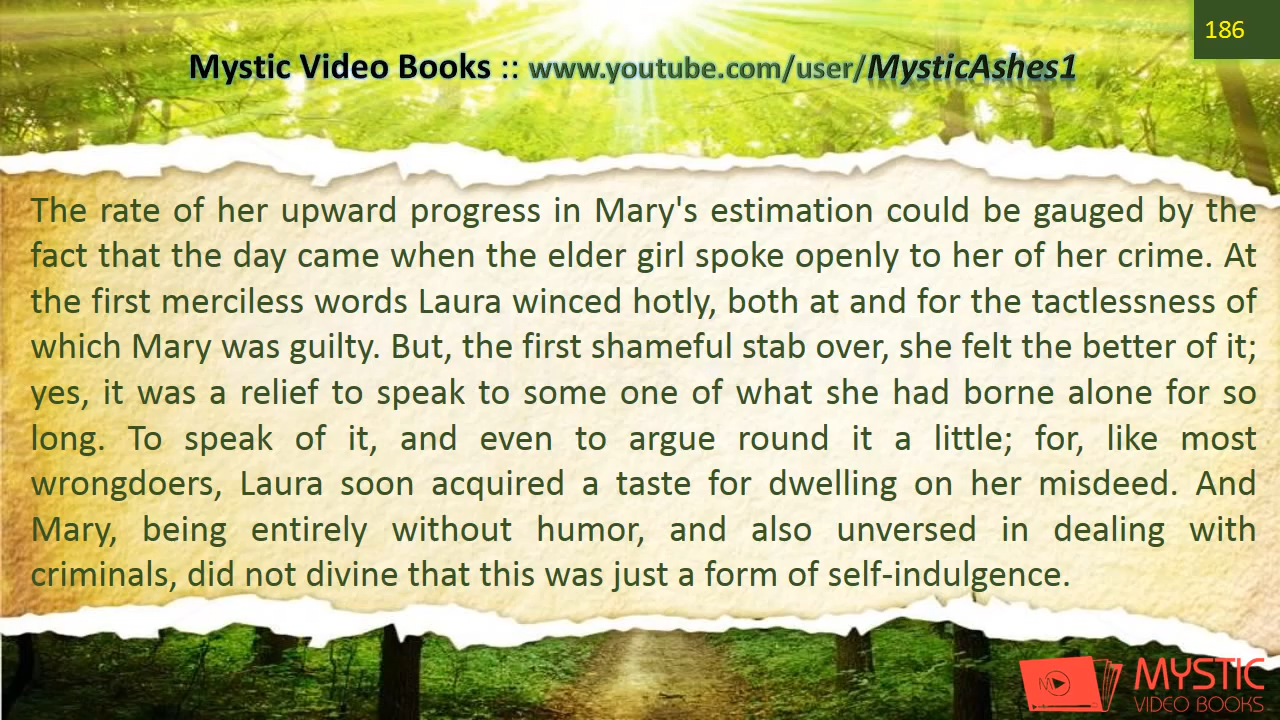 186
Mystic Video Books :: www.youtube.com/user/MysticAshes1
The rate of her upward progress in Mary's estimation could be gauged by the
fact that the day came when the elder girl spoke openly to her of her crime. At
the first merciless words Laura winced hotly, both at and for the tactlessness of
which Mary was guilty. But, the first shameful stab over, she felt the better of it;
yes, it was a relief to speak to some one of what she had borne alone for so
long. To speak of it, and even to argue round it a little; for, like most
wrongdoers, Laura soon acquired a taste for dwelling on her misdeed. And
Mary, being entirely without humor, and also unversed in dealing with
criminals, did not divine that this was just a form of self-indulgence.
MYSTIC
VIDEO BOOKS